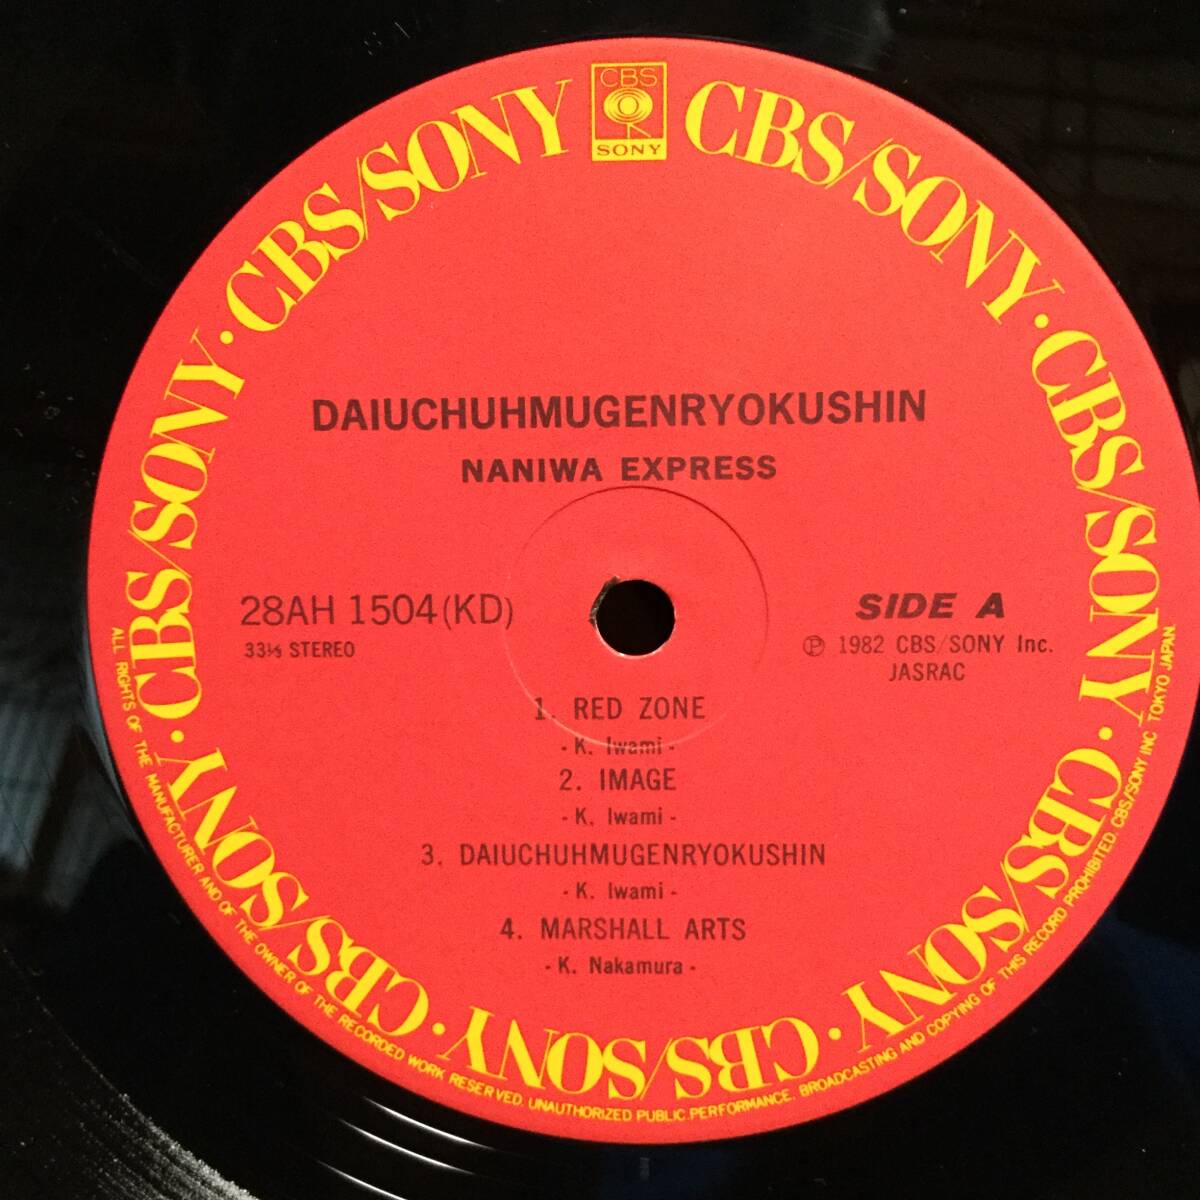 CBS
SONY
CBS/SONY · CBS/SONY · CBS/SONY · CBS/SONY · CBS/SONY · CBS/SONY · CBS/SONY · CBS/SONY
DAIUCHUHMUGENRYOKUSHIN
NANIWA EXPRESS
28AH 1504(KD)
33⅓ STEREO
SIDE A
Ⓟ 1982 CBS/SONY Inc.
JASRAC
1. RED ZONE
- K. Iwami -
2. IMAGE
- K. Iwami -
3. DAIUCHUHMUGENRYOKUSHIN
- K. Iwami -
4. MARSHALL ARTS
- K. Nakamura -
ALL RIGHTS OF THE MANUFACTURER AND OF THE OWNER OF THE RECORDED WORK RESERVED. UNAUTHORIZED PUBLIC PERFORMANCE. BROADCASTING AND COPYING OF THIS RECORD PROHIBITED. CBS/SONY INC TOKYO JAPAN.